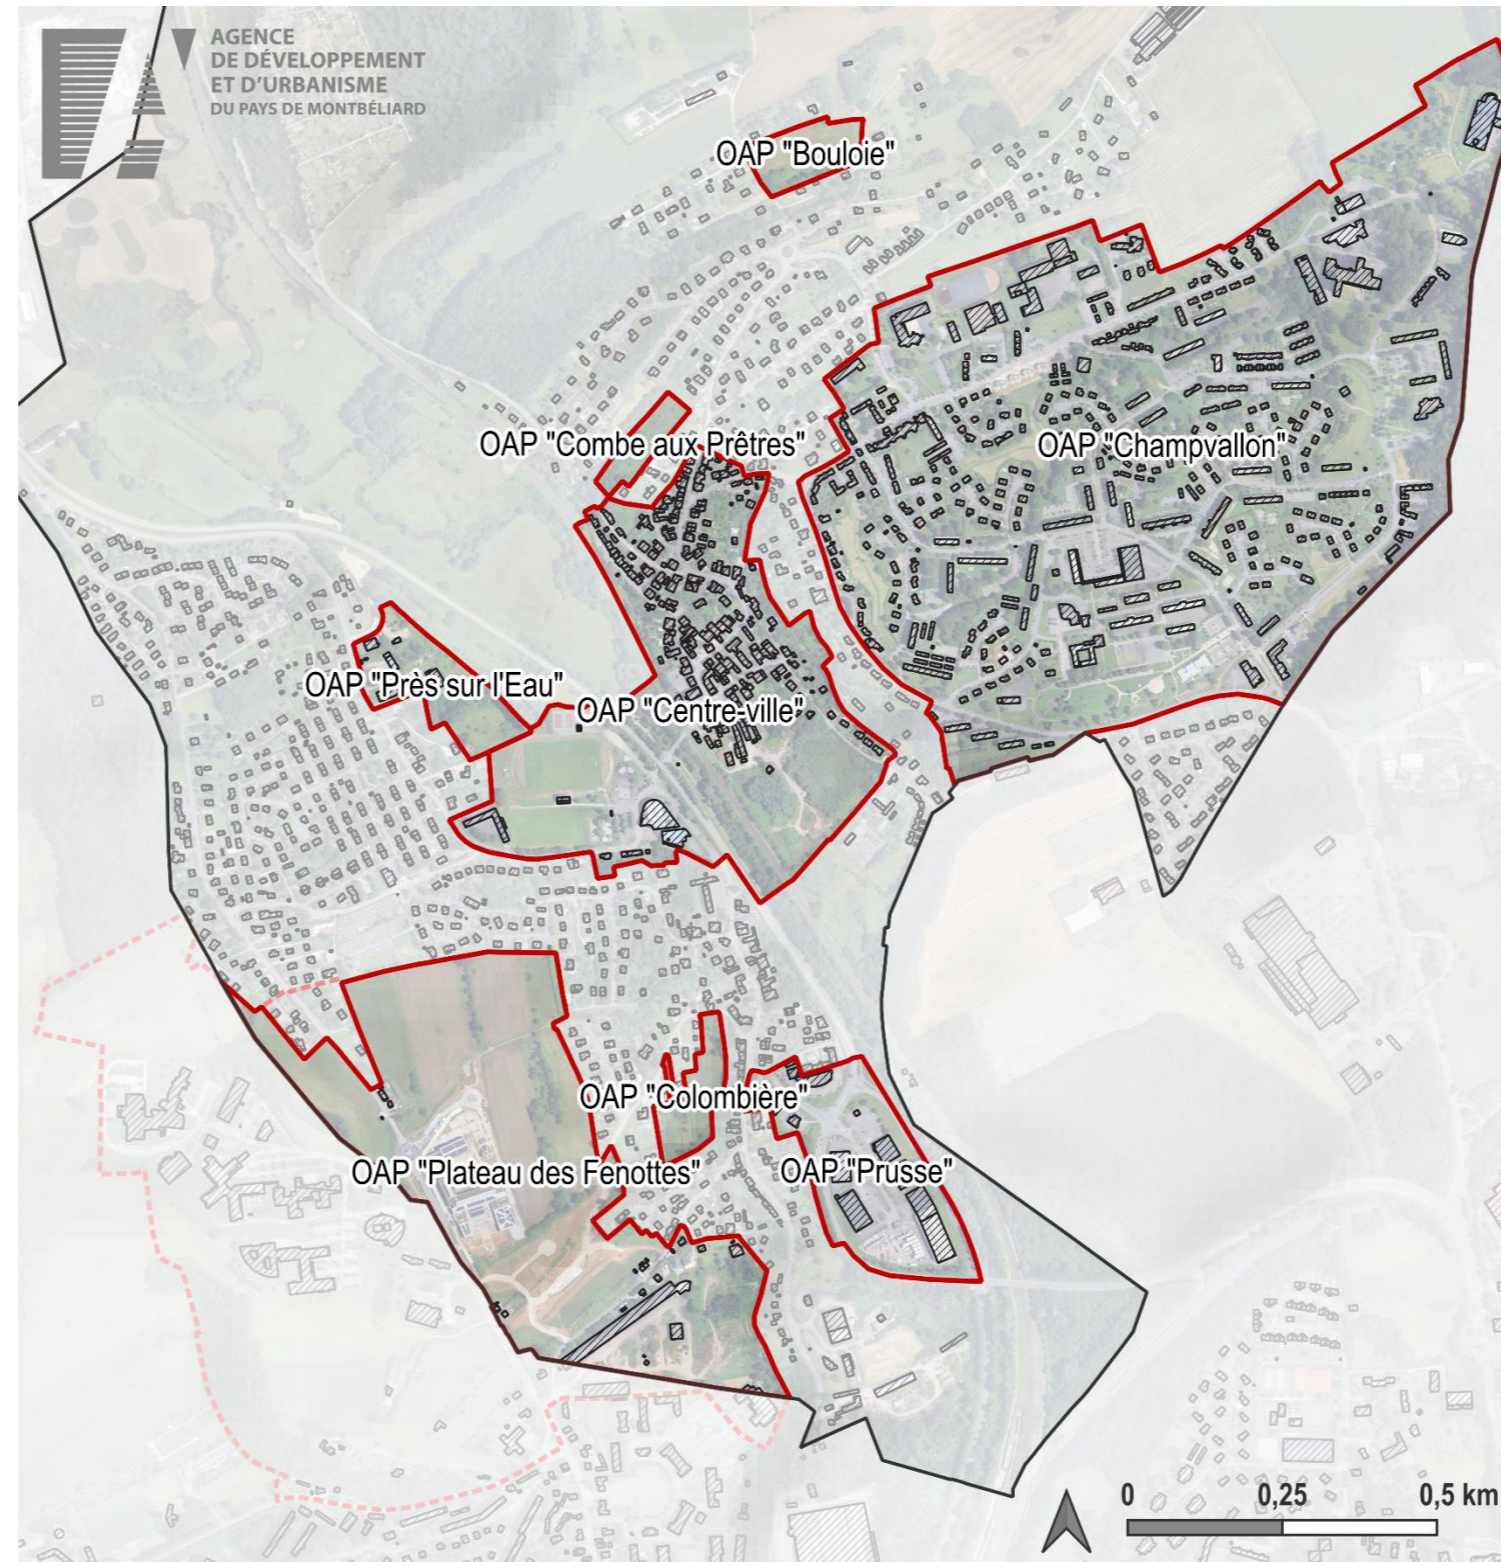 AGENCE
DE DÉVELOPPEMENT
ET D'URBANISME
DU PAYS DE MONTBÉLIARD
OAP "Bouloie"
OAP "Combe aux Prêtres"
OAP "Champvallon"
OAP "Près sur l'Eau"
OAP "Centre-ville"
OAP "Colombière"
OAP "Plateau des Fenottes"
OAP "Prusse"
0 0,25 0,5 km